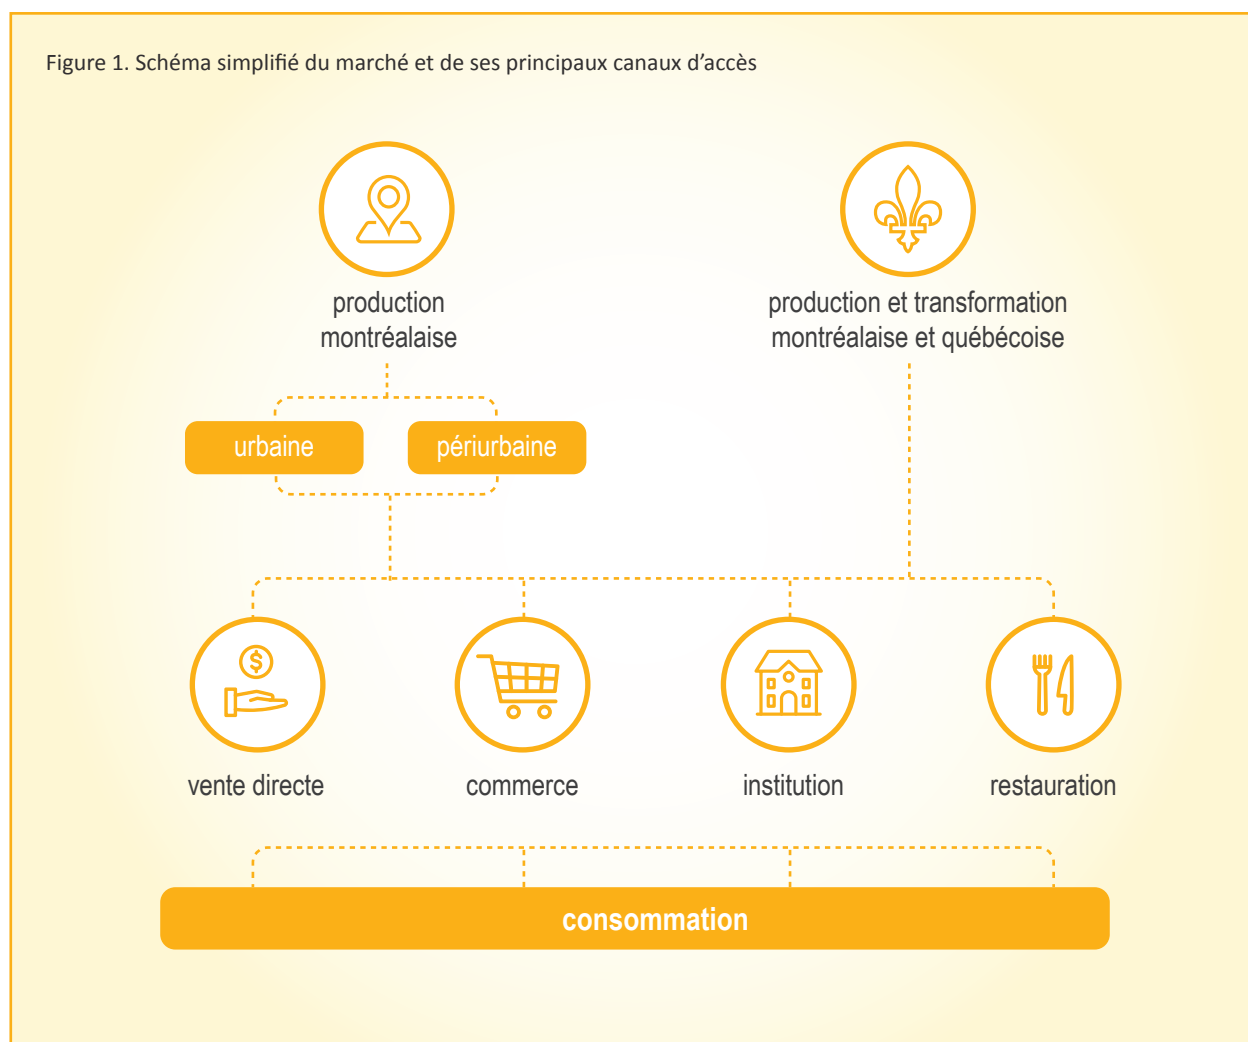 Figure 1. Schéma simplifié du marché et de ses principaux canaux d’accès
production
montréalaise
production et transformation
montréalaise et québécoise
urbaine
périurbaine
$
vente directe
commerce
institution
restauration
consommation